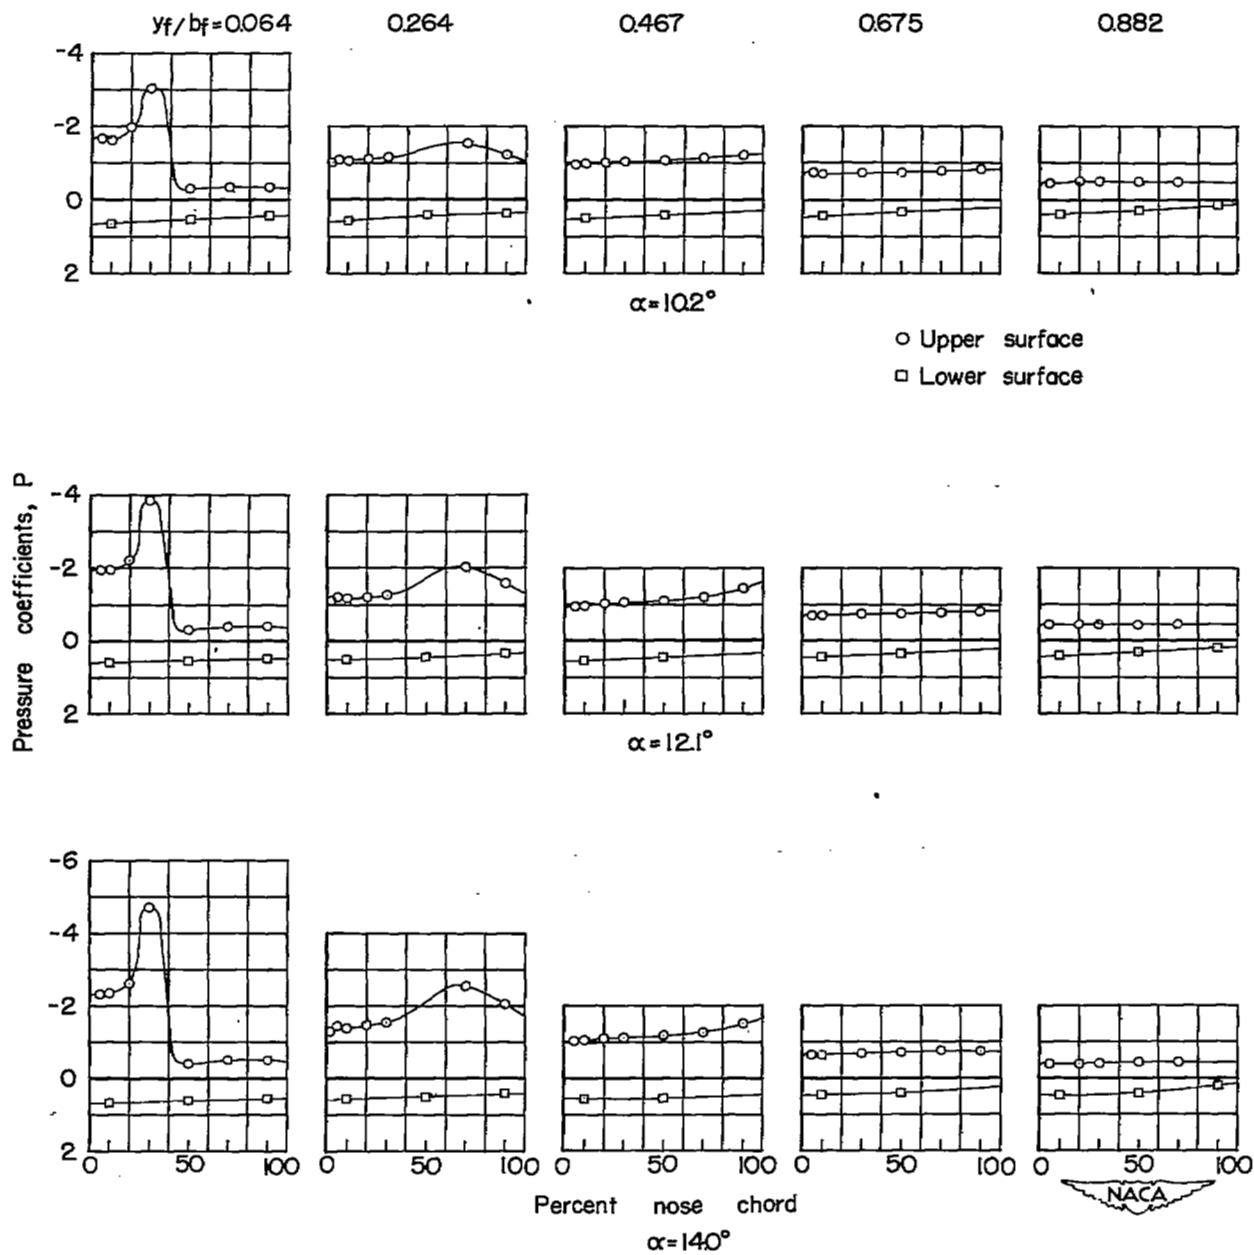 yf/bf=0.064 0.264 0.467 0.675 0.882
-4
-2
0
2
α=10.2°
Upper surface
Lower surface
Pressure coefficients, P
-4
-2
0
2
α=12.1°
-6
-4
-2
0
2
0 50 100 0 50 100 0 50 100 0 50 100 0 50 100
Percent nose chord
NACA
α=14.0°